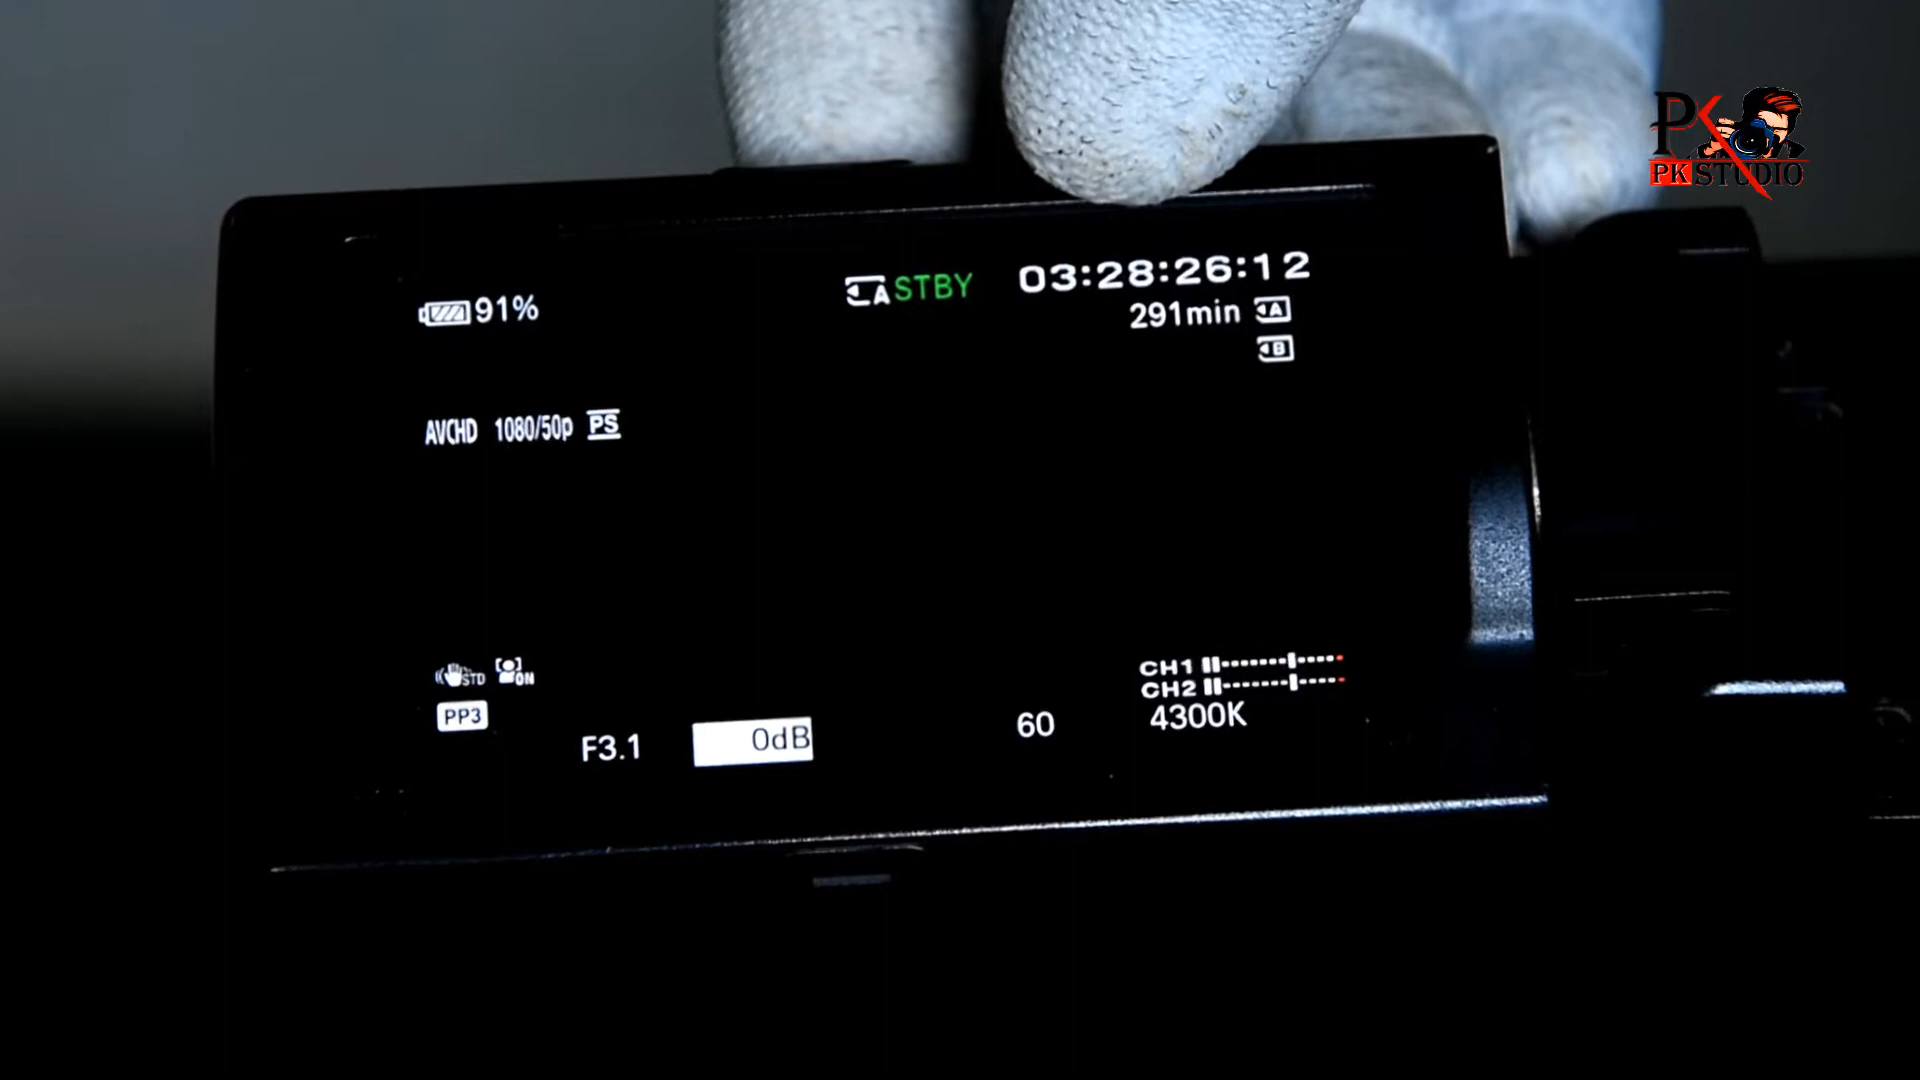 PK
PK STUDIO
91%
A STBY 03:28:26:12
291min A
B
AVCHD 1080/50p PS
STD ON
PP3
F3.1 0dB 60
CH1
CH2
4300K